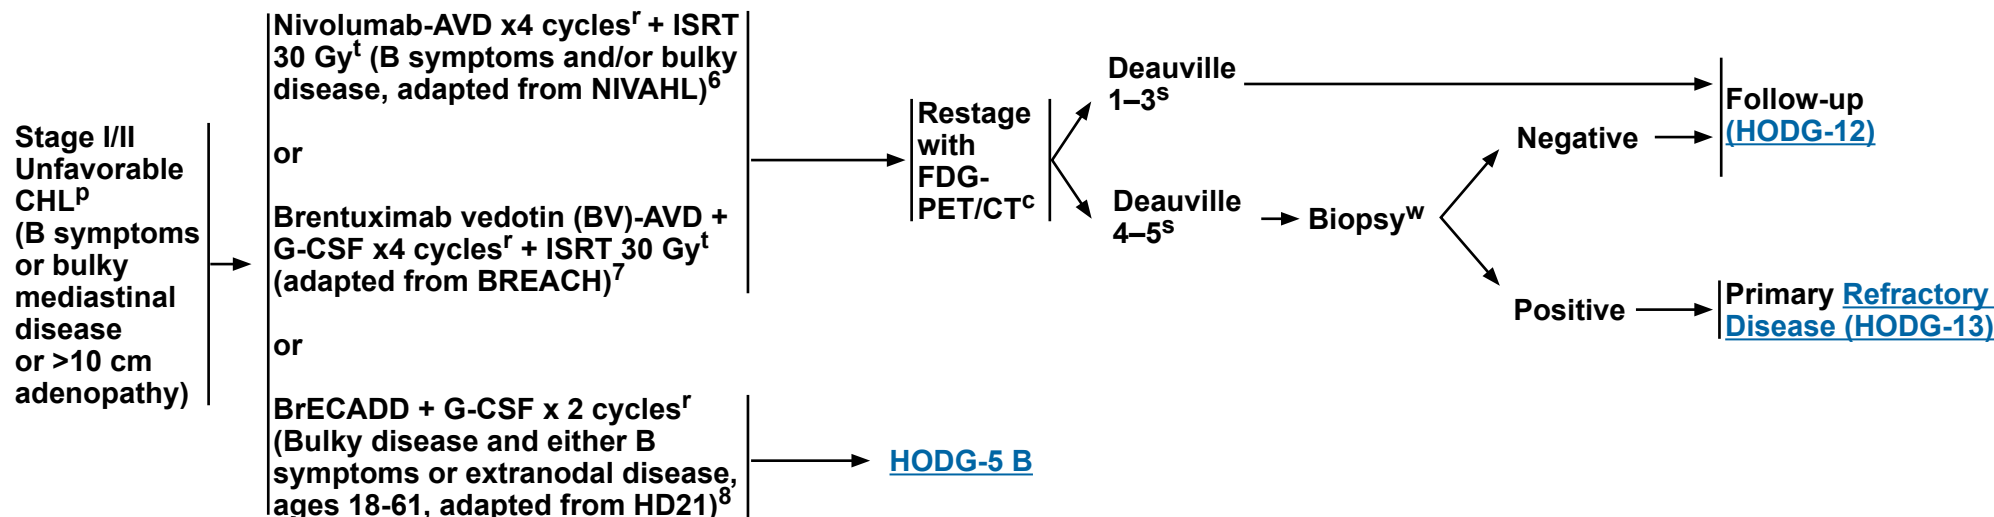 Stage I/II
Unfavorable
CHLp
(B symptoms
or bulky
mediastinal
disease
or >10 cm
adenopathy)
Nivolumab-AVD x4 cyclesr + ISRT
30 Gyt (B symptoms and/or bulky
disease, adapted from NIVAHL)6
or
Brentuximab vedotin (BV)-AVD +
G-CSF x4 cyclesr + ISRT 30 Gyt
(adapted from BREACH)7
or
BrECADD + G-CSF x 2 cyclesr
(Bulky disease and either B
symptoms or extranodal disease,
ages 18-61, adapted from HD21)8
Restage
with
FDG-
PET/CTc
HODG-5 B
Deauville
1–3s
Deauville
4–5s
Biopsyw
Negative
Positive
Follow-up
(HODG-12)
Primary Refractory
Disease (HODG-13)